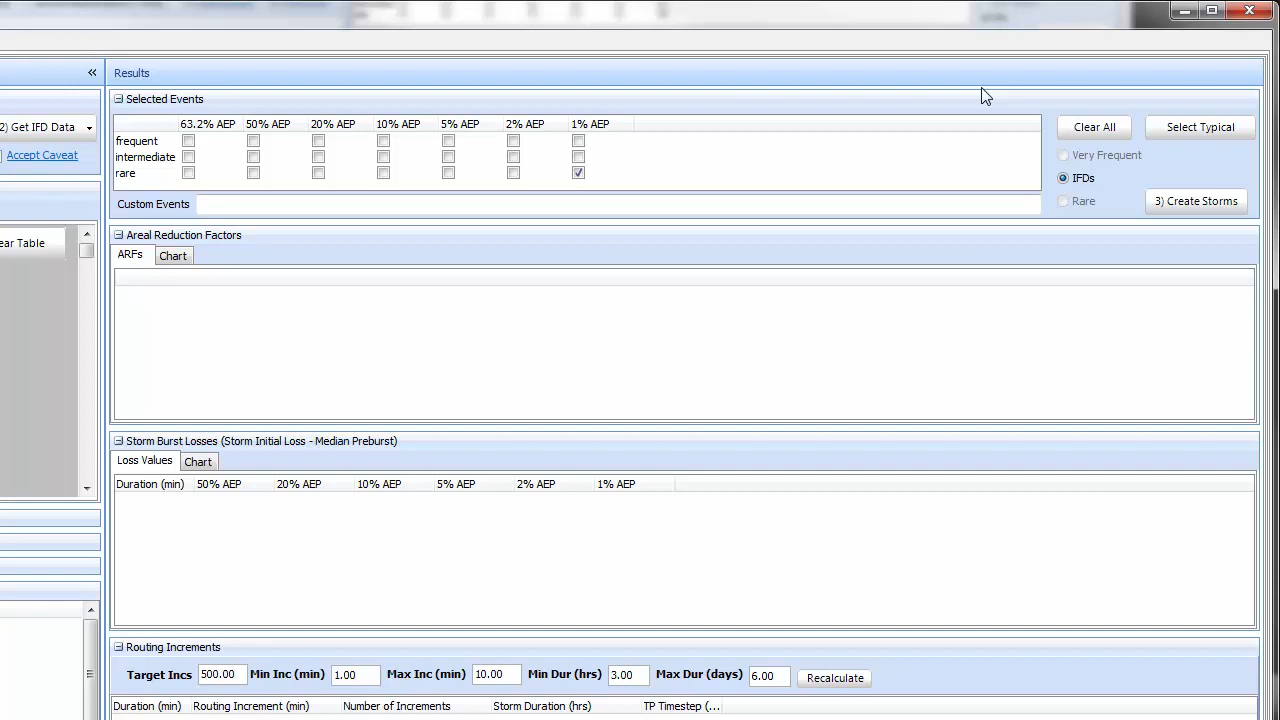 Results
2) Get IFD Data
Accept Caveat
ear Table
Selected Events
63.2% AEP 50% AEP 20% AEP 10% AEP 5% AEP 2% AEP 1% AEP
frequent
intermediate
rare
Custom Events
Clear All Select Typical
Very Frequent
IFDs
Rare 3) Create Storms
Areal Reduction Factors
ARFs Chart
Storm Burst Losses (Storm Initial Loss - Median Preburst)
Loss Values Chart
Duration (min) 50% AEP 20% AEP 10% AEP 5% AEP 2% AEP 1% AEP
Routing Increments
Target Incs 500.00 Min Inc (min) 1.00 Max Inc (min) 10.00 Min Dur (hrs) 3.00 Max Dur (days) 6.00 Recalculate
Duration (min) Routing Increment (min) Number of Increments Storm Duration (hrs) TP Timestep (...